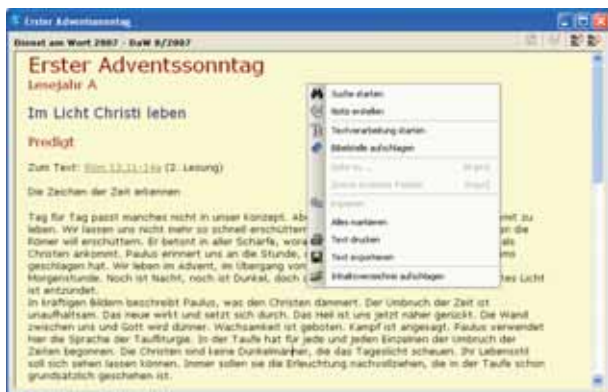 Erster Adventssonntag
Dienst am Wort 2007 - DaW 8/2007
Erster Adventssonntag
Lesejahr A
Im Licht Christi leben
Predigt
Zum Text: Röm 13,11-14a (2. Lesung)
Die Zeichen der Zeit erkennen
Tag für Tag passt manches nicht in unser Konzept.
leben. Wir lassen uns nicht mehr so schnell erschüttern
Römer will erschüttern. Er betont in aller Schärfe, als
Christen ankommt. Paulus erinnert uns an die Stunde,
geschlagen hat. Wir leben im Advent, im Übergang von
Morgenstunde. Noch ist Nacht, noch ist Dunkel, doch Licht
ist entzündet.
In kräftigen Bildern beschreibt Paulus, was den Christen dämmert. Der Umbruch der Zeit ist
unaufhaltsam. Das neue wirkt und setzt sich durch. Das Heil ist uns jetzt näher gerückt. Die Wand
zwischen uns und Gott wird dünner. Wachsamkeit ist geboten. Kampf ist angesagt. Paulus verwendet
hier die Sprache der Taufliturgie. In der Taufe hat für jede und jeden Einzelnen der Umbruch der
Zeiten begonnen. Die Christen sind keine Dunkelmänner, die das Tageslicht scheuen. Ihr Lebensstil
soll sich sehen lassen können. Immer sollen sie die Erleuchtung nachvollziehen, die in der Taufe schon
grundsätzlich geschehen ist.
Suche starten
Notiz erstellen
Textverarbeitung starten
Bibelstelle aufschlagen
Kopieren
Alles markieren
Text drucken
Text exportieren
Inhaltsverzeichnis aufschlagen